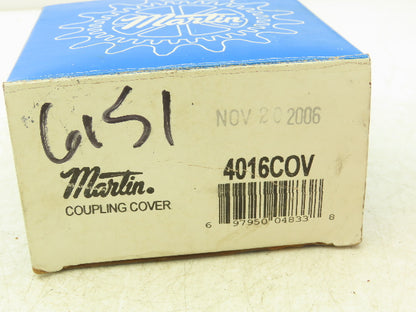 Martin
6151
NOV 20 2006
Martin.
4016COV
COUPLING COVER
6 97950 04833 8